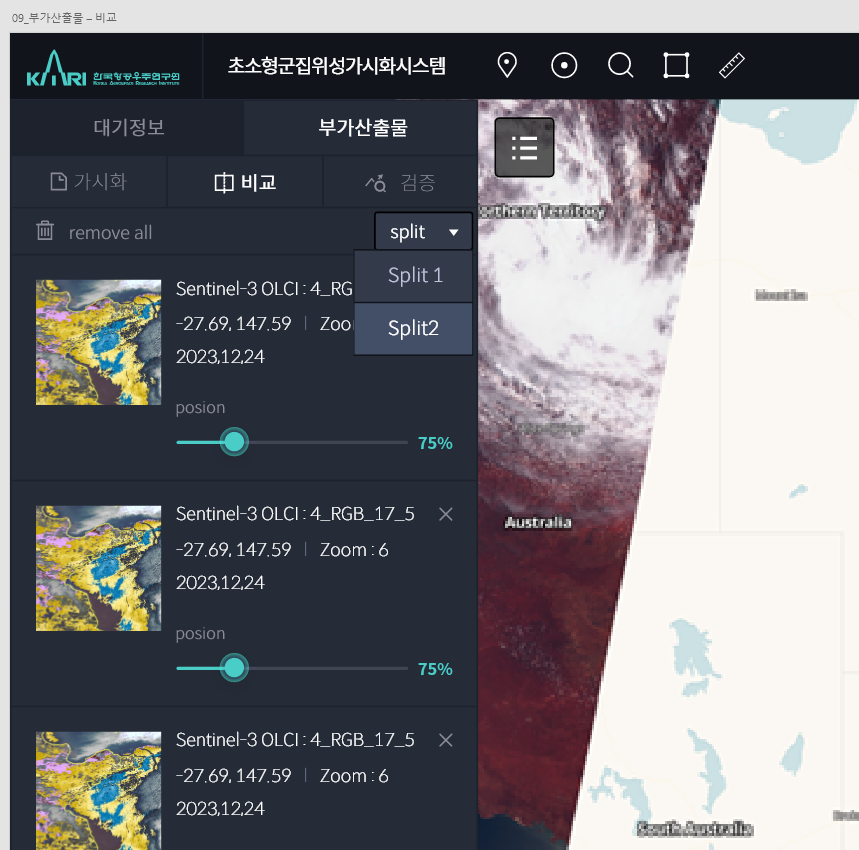 09_부가산출물 – 비교
KARI 한국항공우주연구원
KOREA AEROSPACE RESEARCH INSTITUTE
초소형군집위성가시화시스템
대기정보
부가산출물
가시화
비교
검증
remove all
split
Split 1
Split2
Sentinel-3 OLCI : 4_RG
-27.69, 147.59 | Zoo
2023,12,24
posion
75%
Sentinel-3 OLCI : 4_RGB_17_5
-27.69, 147.59 | Zoom : 6
2023,12,24
posion
75%
Sentinel-3 OLCI : 4_RGB_17_5
-27.69, 147.59 | Zoom : 6
2023,12,24
orthern Territory
Mount Isa
Australia
South Australia